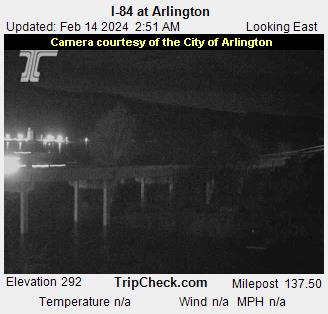 I-84 at Arlington
Updated: Feb 14 2024 2:51 AM Looking East
Camera courtesy of the City of Arlington
Elevation 292 TripCheck.com Milepost 137.50
Temperature n/a Wind n/a MPH n/a